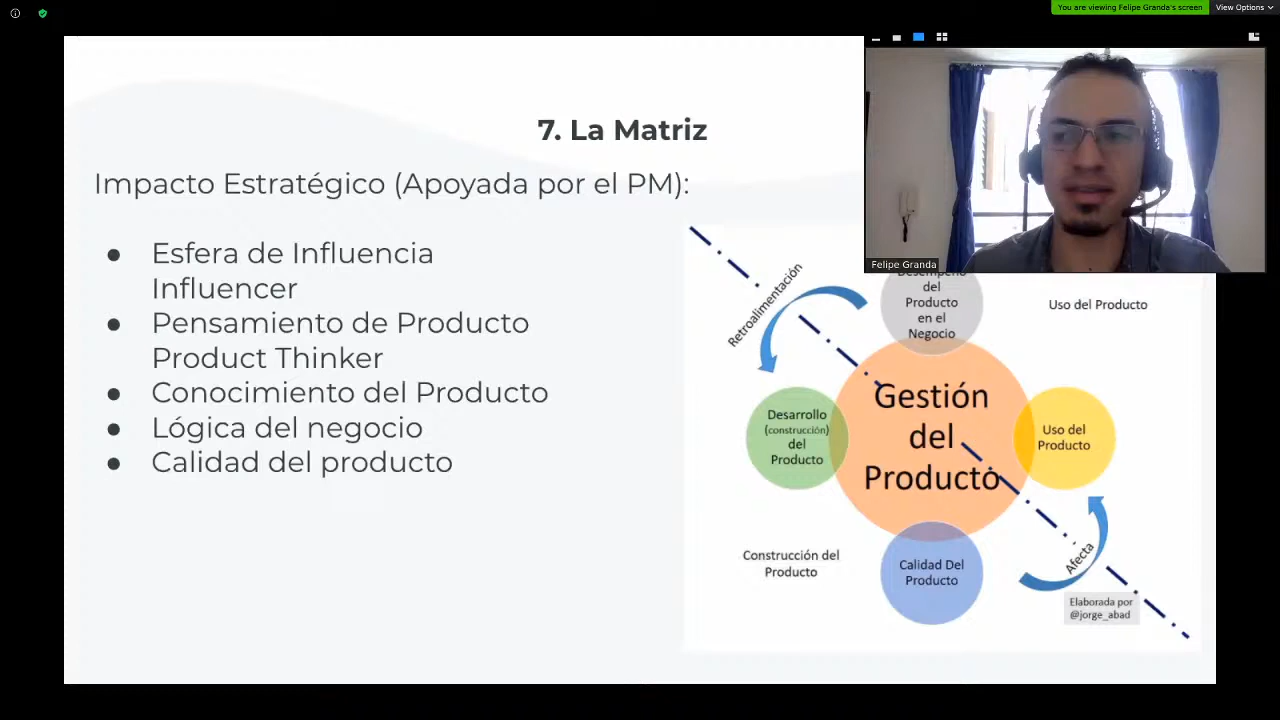 You are viewing Felipe Granda's screen
View Options
7. La Matriz
Impacto Estratégico (Apoyada por el PM):
● Esfera de Influencia
Influencer
● Pensamiento de Producto
Product Thinker
● Conocimiento del Producto
● Lógica del negocio
● Calidad del producto
Felipe Granda
Desempeño
del
Producto
en el
Negocio
Uso del Producto
Retroalimentación
Gestión
del
Producto
Desarrollo
(construcción)
del
Producto
Uso del
Producto
Construcción del
Producto
Calidad Del
Producto
Afecta
Elaborada por
@jorge_abad